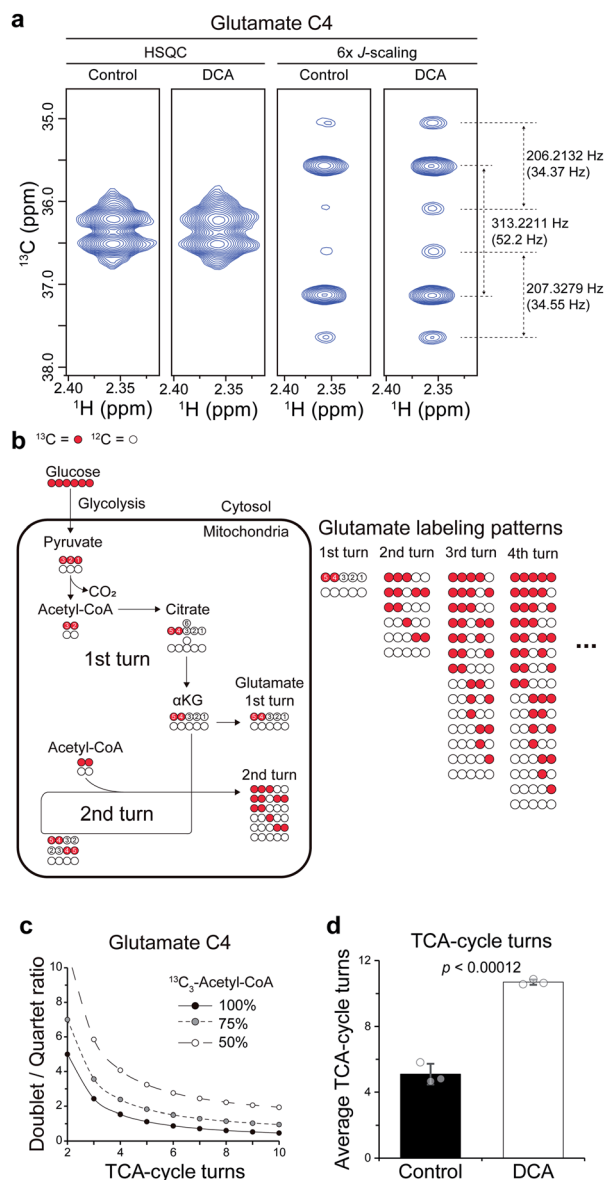 a
Glutamate C4
HSQC
6x J-scaling
Control
DCA
Control
DCA
35.0
36.0
37.0
38.0
¹³C (ppm)
206.2132 Hz
(34.37 Hz)
313.2211 Hz
(52.2 Hz)
207.3279 Hz
(34.55 Hz)
2.40
2.35
2.40
2.35
2.40
2.35
2.40
2.35
¹H (ppm)
¹H (ppm)
¹H (ppm)
¹H (ppm)
b
¹³C =
¹²C =
Glucose
Glycolysis
Cytosol
Mitochondria
Pyruvate
CO₂
Acetyl-CoA
Citrate
1st turn
αKG
Glutamate
1st turn
Acetyl-CoA
2nd turn
2nd turn
Glutamate labeling patterns
1st turn
2nd turn
3rd turn
4th turn
...
c
Glutamate C4
¹³C₃-Acetyl-CoA
100%
75%
50%
Doublet / Quartet ratio
10
8
6
4
2
0
2
4
6
8
10
TCA-cycle turns
d
TCA-cycle turns
p < 0.00012
Average TCA-cycle turns
12
8
4
0
Control
DCA